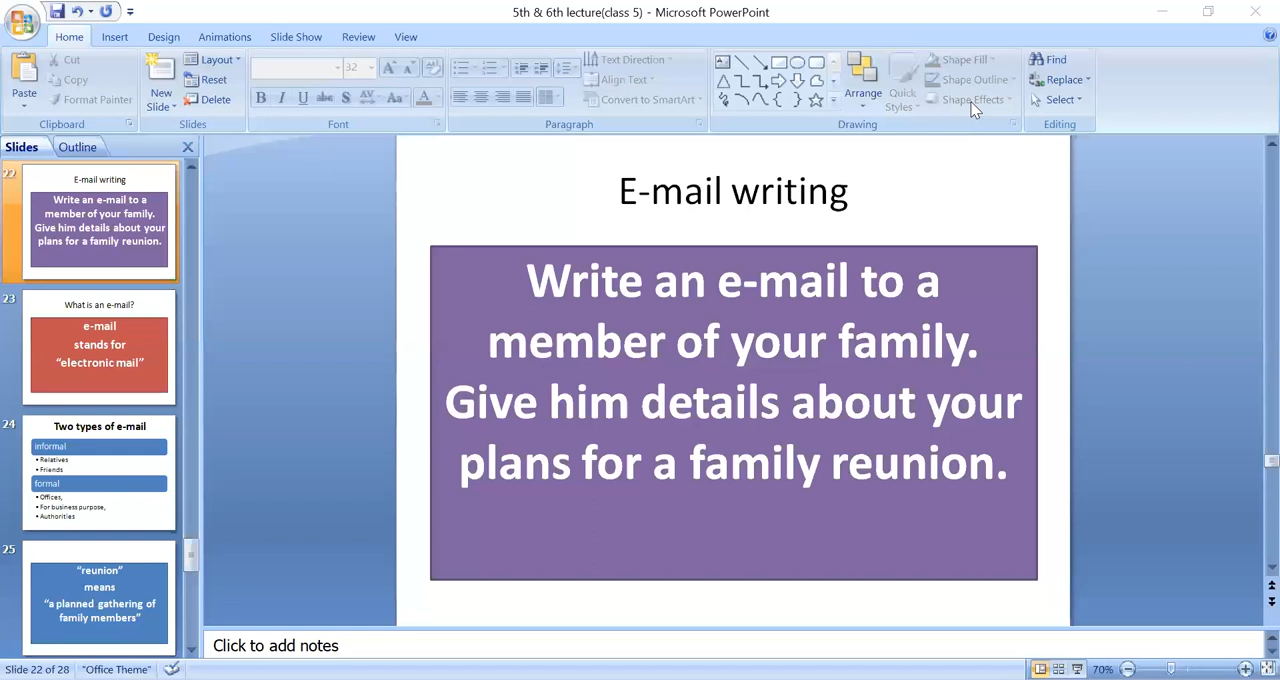 5th & 6th lecture(class 5) - Microsoft PowerPoint
Home Insert Design Animations Slide Show Review View
Paste
Cut
Copy
Format Painter
Clipboard
New Slide
Layout
Reset
Delete
Slides
32
B I U abc S AV Aa A
Font
Text Direction
Align Text
Convert to SmartArt
Paragraph
Arrange
Quick Styles
Shape Fill
Shape Outline
Shape Effects
Drawing
Find
Replace
Select
Editing
Slides Outline
22
E-mail writing
Write an e-mail to a
member of your family.
Give him details about your
plans for a family reunion.
23
What is an e-mail?
e-mail
stands for
“electronic mail”
24
Two types of e-mail
informal
• Relatives
• Friends
formal
• Offices,
• For business purpose,
• Authorities
25
“reunion”
means
“a planned gathering of
family members”
E-mail writing
Write an e-mail to a
member of your family.
Give him details about your
plans for a family reunion.
Click to add notes
Slide 22 of 28 "Office Theme" 70%